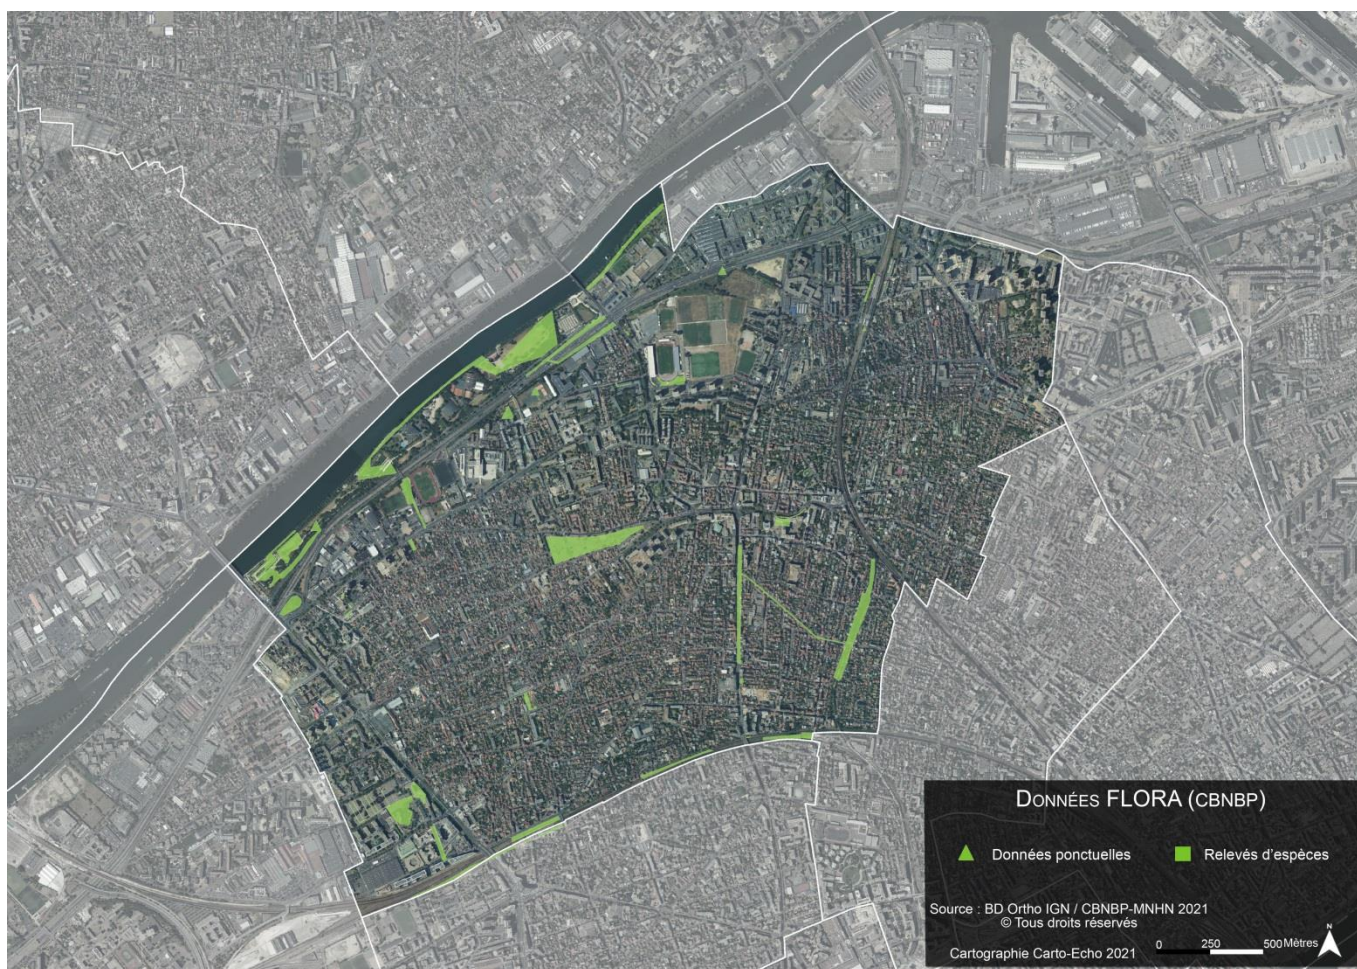 DONNÉES FLORA (CBNBP)
Données ponctuelles
Relevés d'espèces
Source : BD Ortho IGN / CBNBP-MNHN 2021
© Tous droits réservés
Cartographie Carto-Echo 2021
0 250 500 Mètres
N